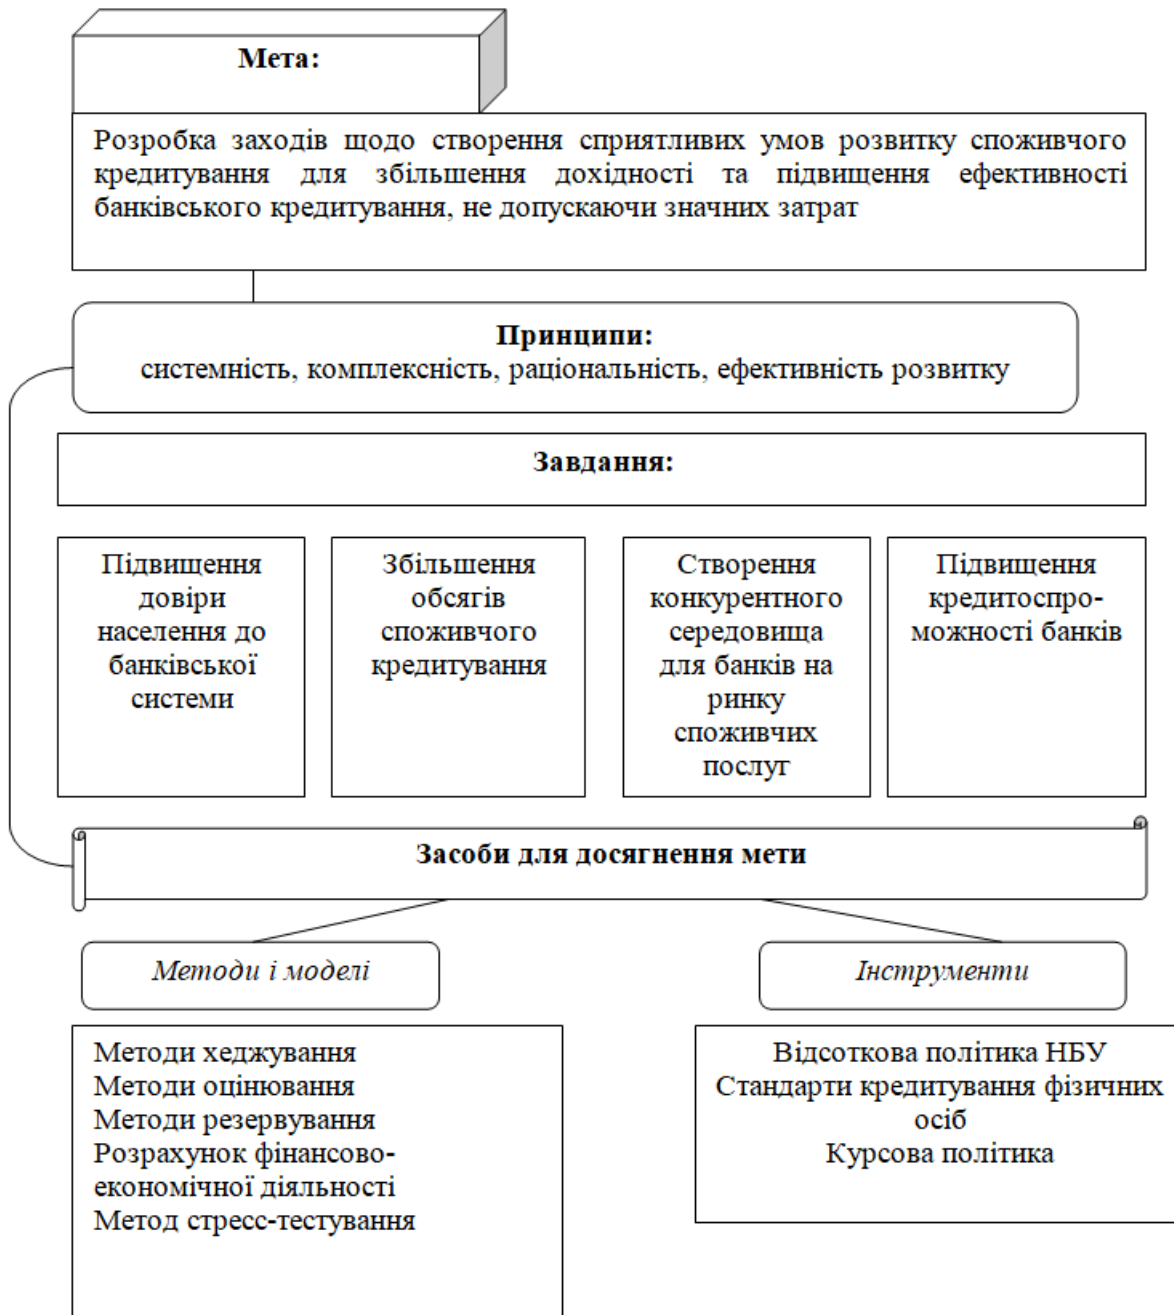 Мета:
Розробка заходів щодо створення сприятливих умов розвитку споживчого
кредитування для збільшення дохідності та підвищення ефективності
банківського кредитування, не допускаючи значних затрат
Принципи:
системність, комплексність, раціональність, ефективність розвитку
Завдання:
Підвищення
довіри
населення до
банківської
системи
Збільшення
обсягів
споживчого
кредитування
Створення
конкурентного
середовища
для банків на
ринку
споживчих
послуг
Підвищення
кредитоспро-
можності банків
Засоби для досягнення мети
Методи і моделі
Інструменти
Методи хеджування
Методи оцінювання
Методи резервування
Розрахунок фінансово-
економічної діяльності
Метод стресс-тестування
Відсоткова політика НБУ
Стандарти кредитування фізичних
осіб
Курсова політика